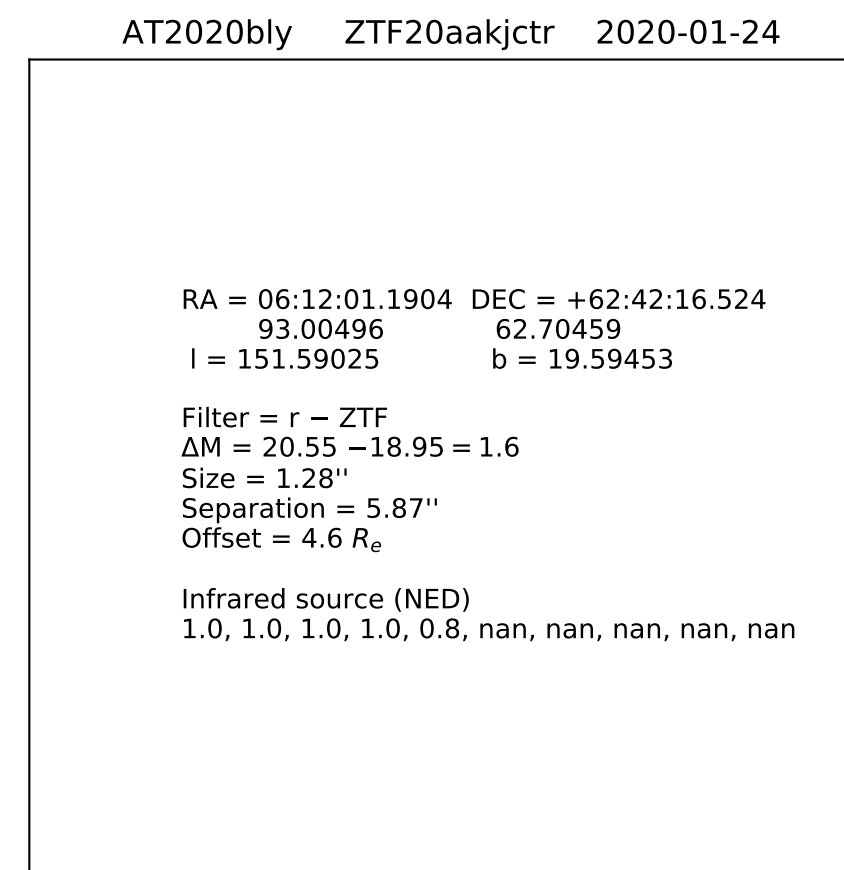 AT2020bly ZTF20aakjctr 2020-01-24
RA = 06:12:01.1904 DEC = +62:42:16.524
93.00496 62.70459
l = 151.59025 b = 19.59453
Filter = r − ZTF
ΔM = 20.55 −18.95 = 1.6
Size = 1.28''
Separation = 5.87''
Offset = 4.6 Re
Infrared source (NED)
1.0, 1.0, 1.0, 1.0, 0.8, nan, nan, nan, nan, nan